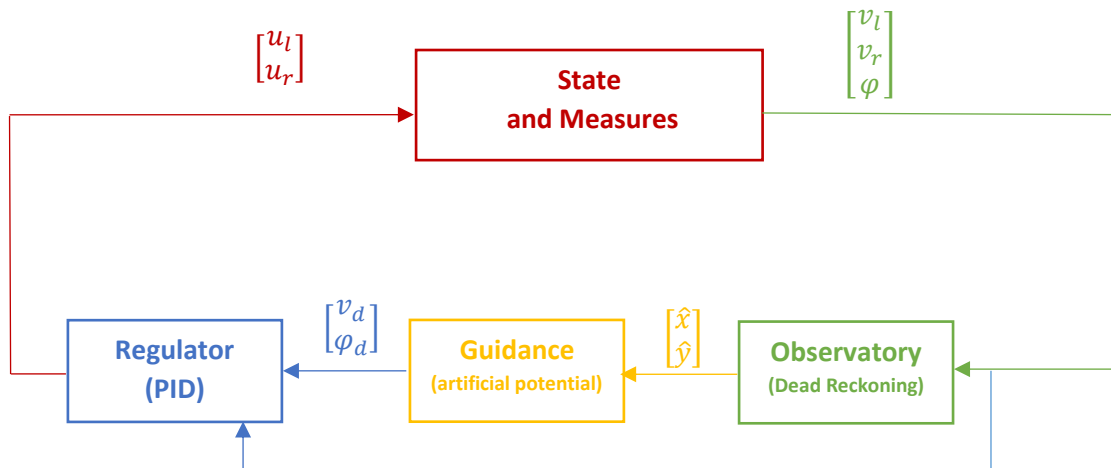 [u_l
u_r]
State
and Measures
[v_l
v_r
φ]
Regulator
(PID)
[v_d
φ_d]
Guidance
(artificial potential)
[x̂
ŷ]
Observatory
(Dead Reckoning)